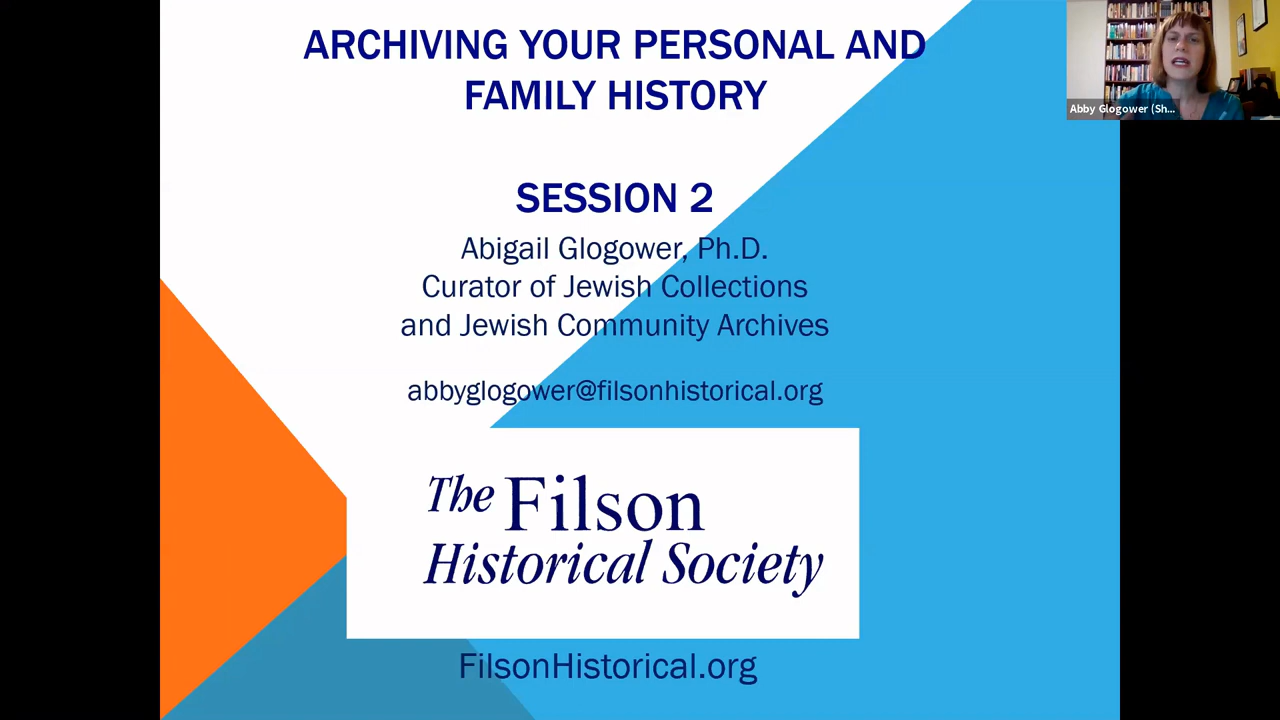 ARCHIVING YOUR PERSONAL AND
FAMILY HISTORY
SESSION 2
Abigail Glogower, Ph.D.
Curator of Jewish Collections
and Jewish Community Archives
abbyglogower@filsonhistorical.org
The Filson
Historical Society
FilsonHistorical.org
Abby Glogower (Sh...